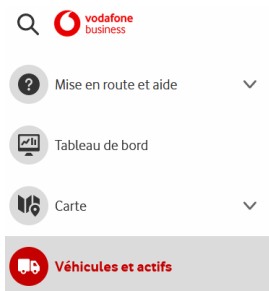 vodafone
business
Mise en route et aide
Tableau de bord
Carte
Véhicules et actifs